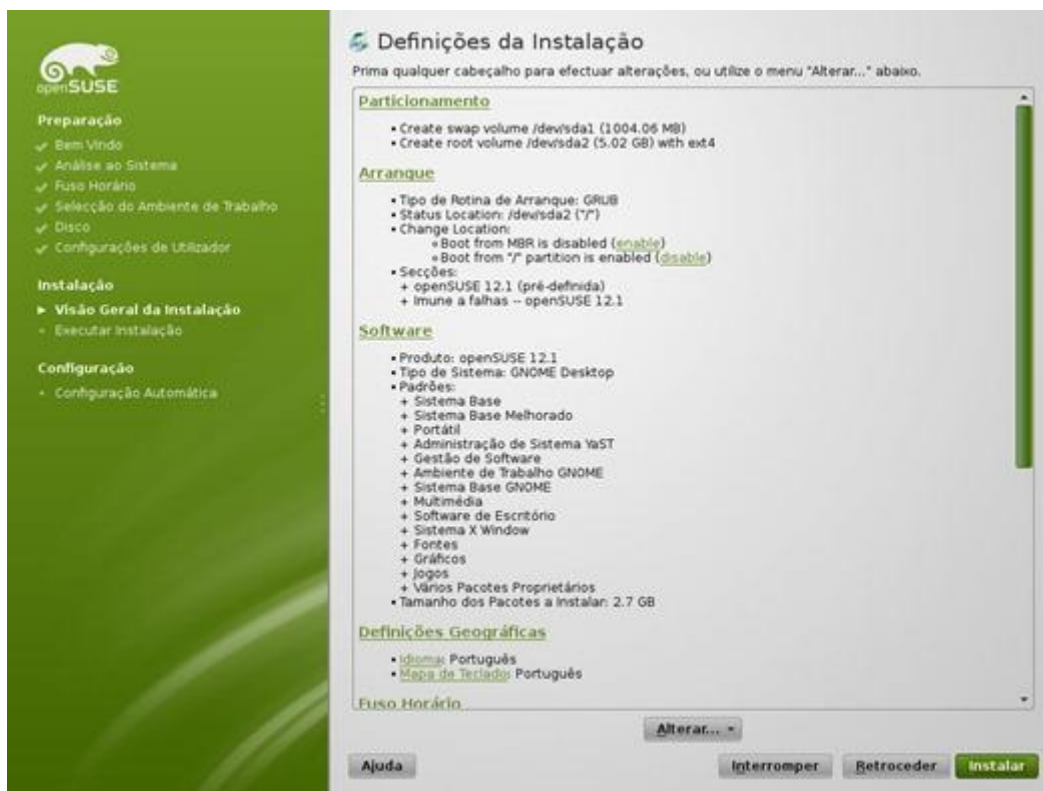 openSUSE
Preparação
Bem Vindo
Análise ao Sistema
Fuso Horário
Selecção do Ambiente de Trabalho
Disco
Configurações de Utilizador
Instalação
Visão Geral da Instalação
Executar Instalação
Configuração
Configuração Automática
Definições da Instalação
Prima qualquer cabeçalho para efectuar alterações, ou utilize o menu "Alterar..." abaixo.
Particionamento
Create swap volume /dev/sda1 (1004.06 MB)
Create root volume /dev/sda2 (5.02 GB) with ext4
Arranque
Tipo de Rotina de Arranque: GRUB
Status Location: /dev/sda2 ("/")
Change Location:
Boot from MBR is disabled (enable)
Boot from "/" partition is enabled (disable)
Secções:
+ openSUSE 12.1 (pré-definida)
+ Imune a falhas -- openSUSE 12.1
Software
Produto: openSUSE 12.1
Tipo de Sistema: GNOME Desktop
Padrões:
+ Sistema Base
+ Sistema Base Melhorado
+ Portátil
+ Administração de Sistema YaST
+ Gestão de Software
+ Ambiente de Trabalho GNOME
+ Sistema Base GNOME
+ Multimédia
+ Software de Escritório
+ Sistema X Window
+ Fontes
+ Gráficos
+ Jogos
+ Vários Pacotes Proprietários
Tamanho dos Pacotes a Instalar: 2.7 GB
Definições Geográficas
Idioma: Português
Mapa de Teclado: Português
Fuso Horário
Alterar...
Ajuda
Interromper
Retroceder
Instalar